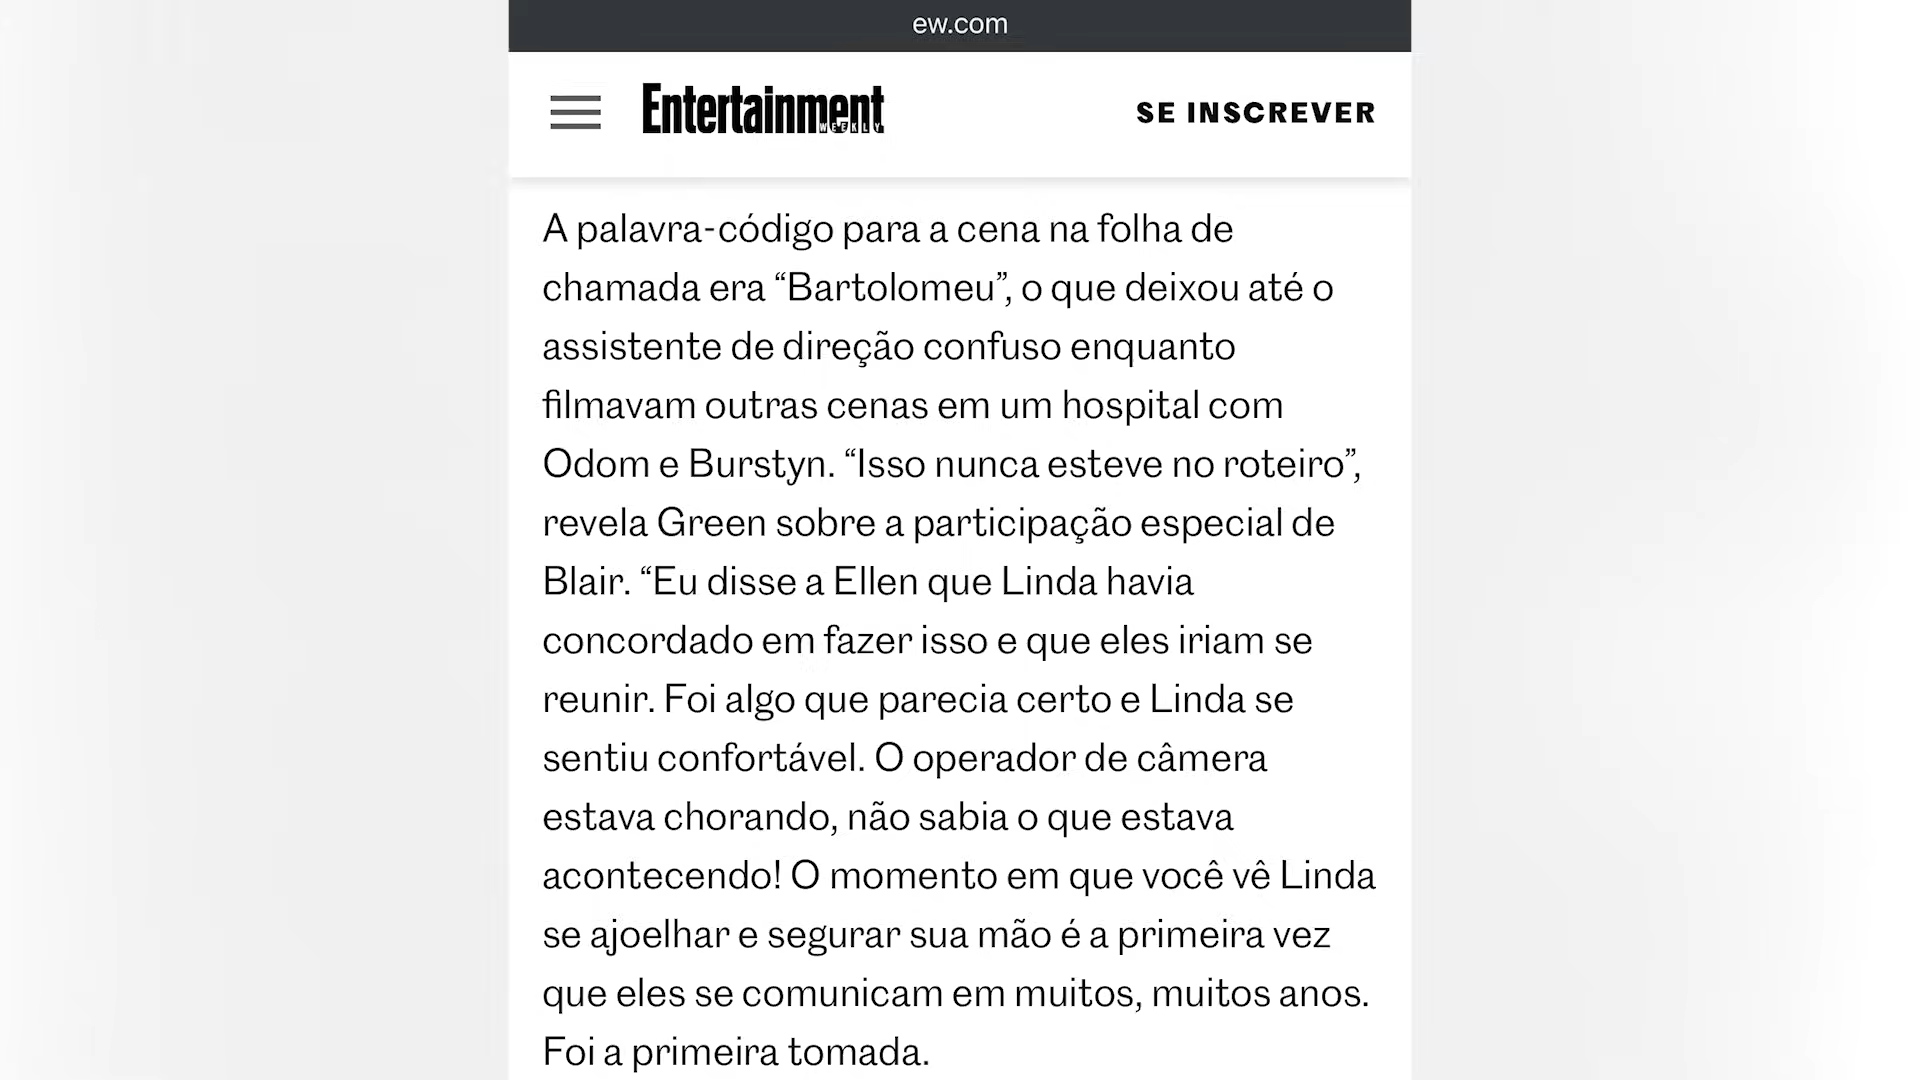 ew.com
Entertainment
WEEKLY
SE INSCREVER
A palavra-código para a cena na folha de
chamada era “Bartolomeu”, o que deixou até o
assistente de direção confuso enquanto
filmavam outras cenas em um hospital com
Odom e Burstyn. “Isso nunca esteve no roteiro”,
revela Green sobre a participação especial de
Blair. “Eu disse a Ellen que Linda havia
concordado em fazer isso e que eles iriam se
reunir. Foi algo que parecia certo e Linda se
sentiu confortável. O operador de câmera
estava chorando, não sabia o que estava
acontecendo! O momento em que você vê Linda
se ajoelhar e segurar sua mão é a primeira vez
que eles se comunicam em muitos, muitos anos.
Foi a primeira tomada.